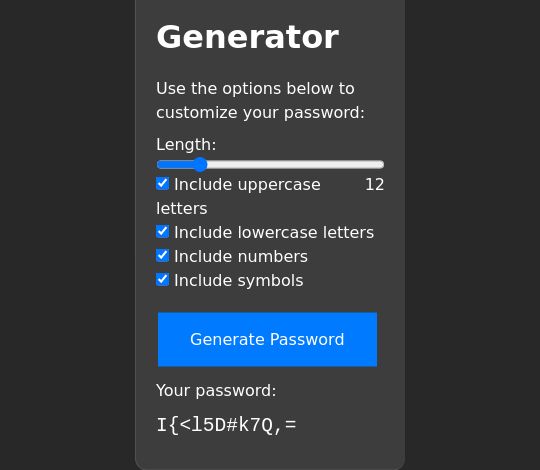 Generator
Use the options below to
customize your password:
Length:
Include uppercase 12
letters
Include lowercase letters
Include numbers
Include symbols
Generate Password
Your password:
I{<l5D#k7Q,=